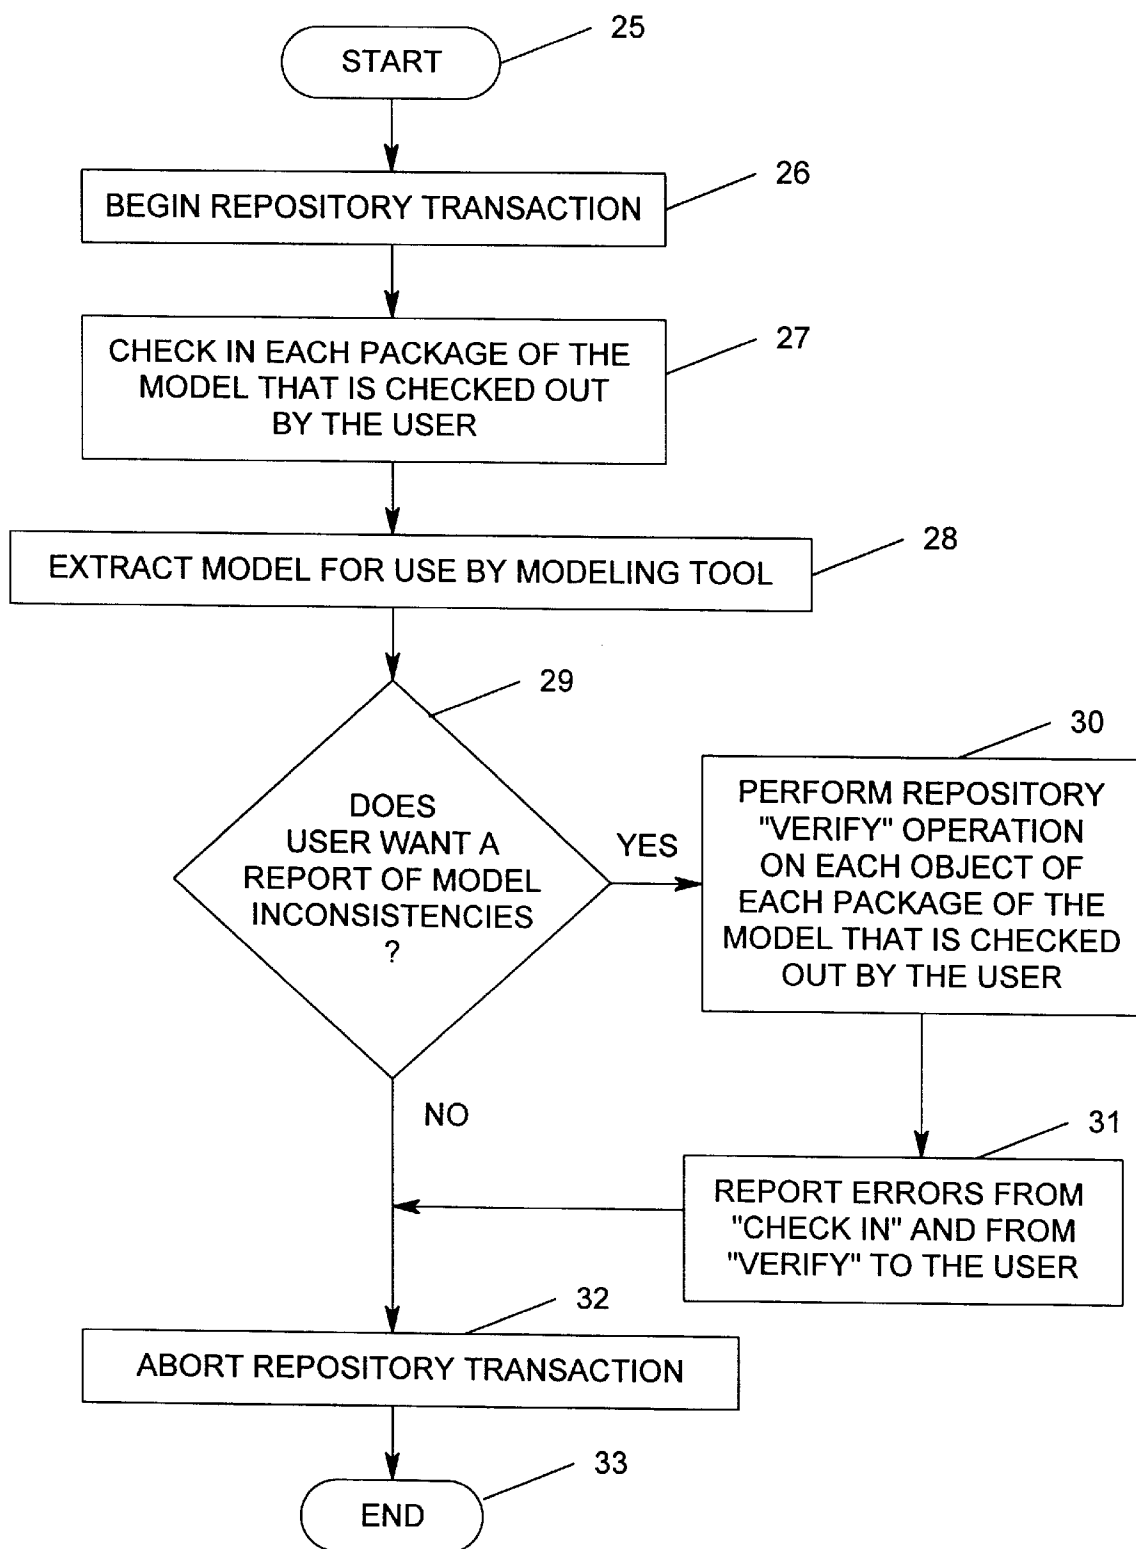 25
START
26
BEGIN REPOSITORY TRANSACTION
27
CHECK IN EACH PACKAGE OF THE
MODEL THAT IS CHECKED OUT
BY THE USER
28
EXTRACT MODEL FOR USE BY MODELING TOOL
29
DOES
USER WANT A
REPORT OF MODEL
INCONSISTENCIES
?
YES
30
PERFORM REPOSITORY
"VERIFY" OPERATION
ON EACH OBJECT OF
EACH PACKAGE OF THE
MODEL THAT IS CHECKED
OUT BY THE USER
NO
31
REPORT ERRORS FROM
"CHECK IN" AND FROM
"VERIFY" TO THE USER
32
ABORT REPOSITORY TRANSACTION
33
END